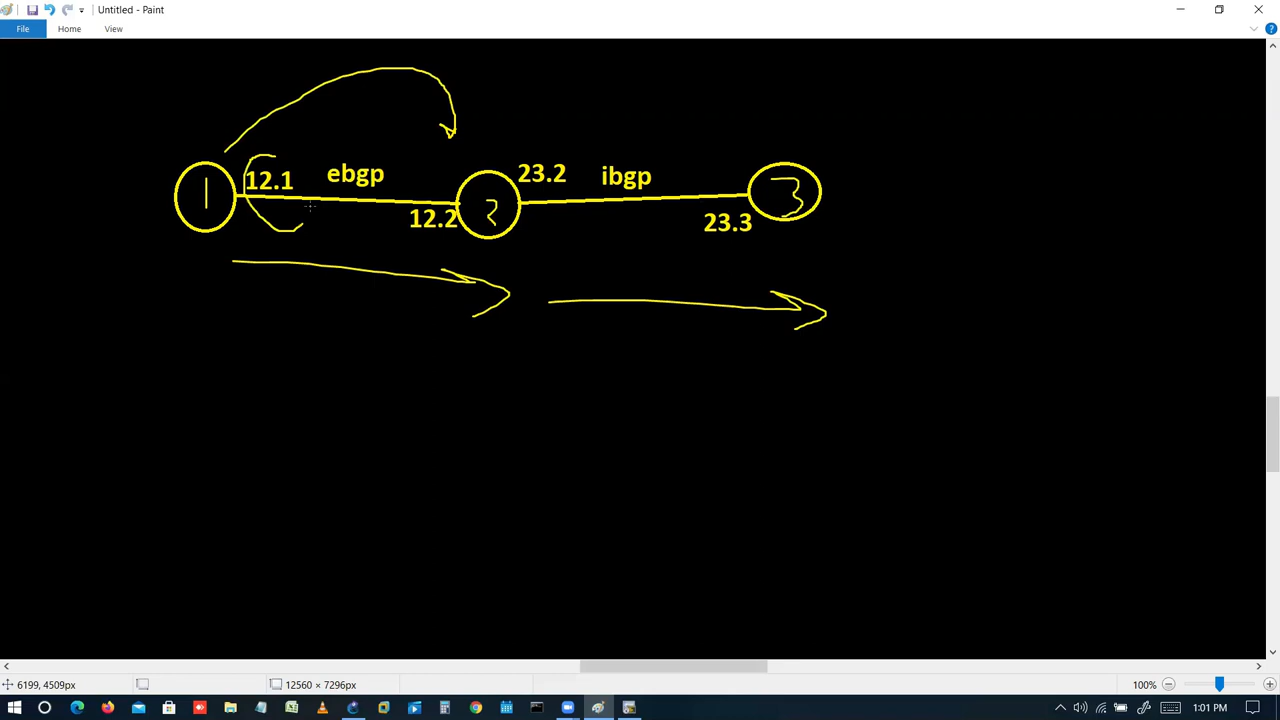 Untitled - Paint
File Home View
12.1 ebgp 23.2 ibgp
1 2 3
12.2 23.3
6199, 4509px 12560 × 7296px 100%
1:01 PM